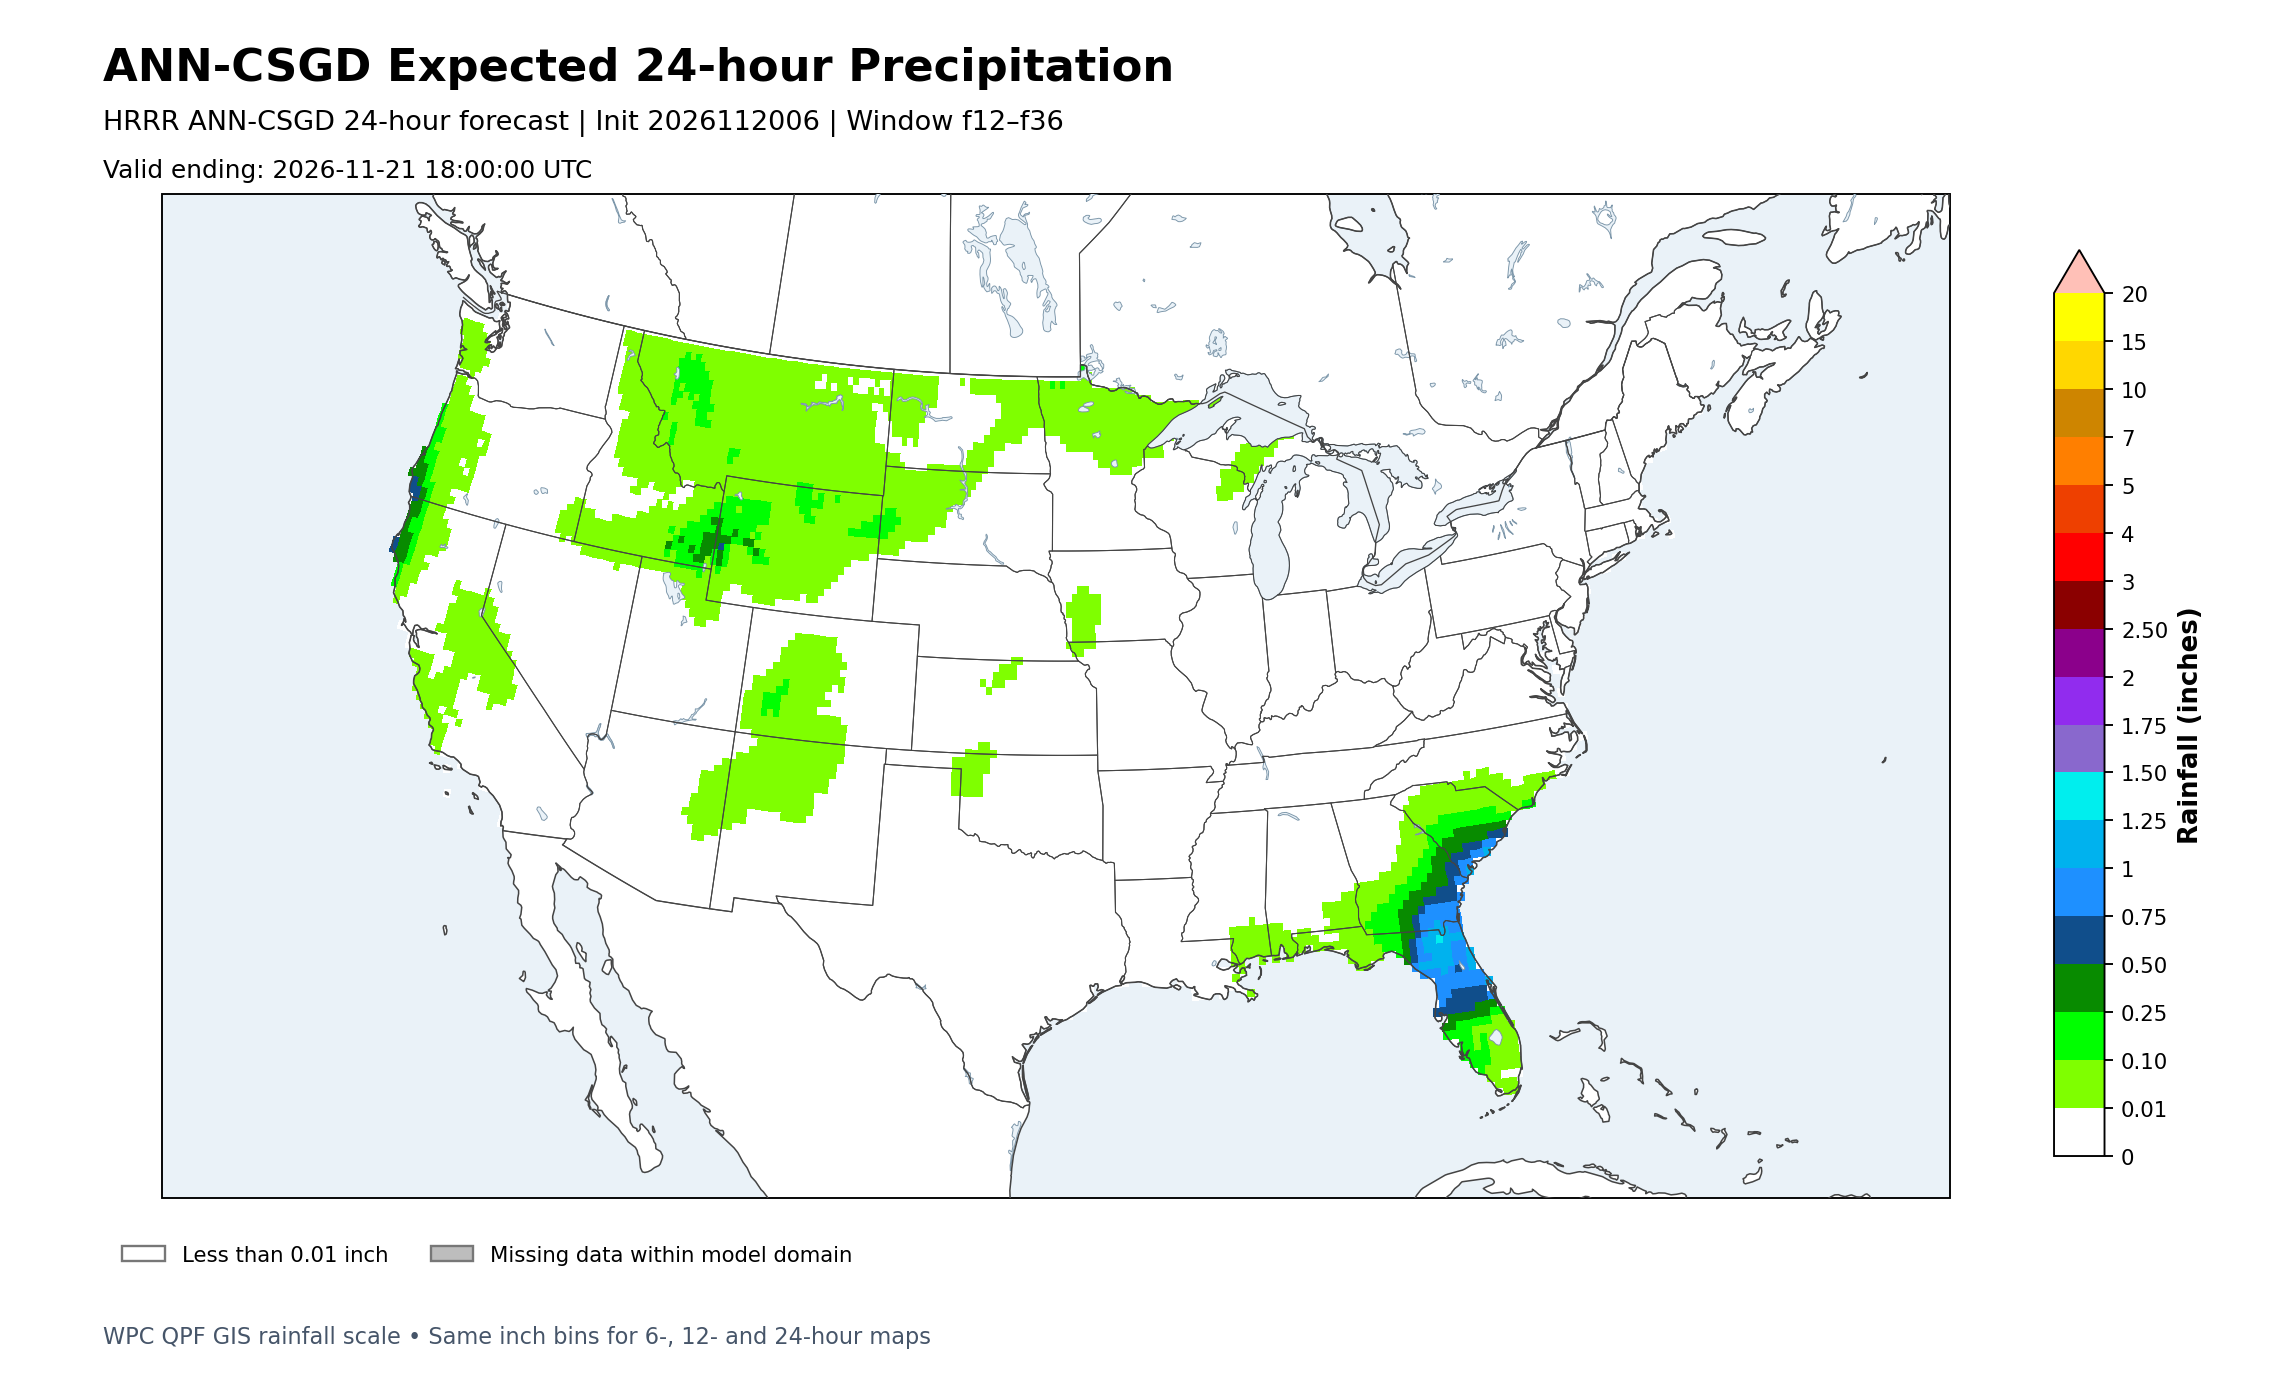 ANN-CSGD Expected 24-hour Precipitation
HRRR ANN-CSGD 24-hour forecast | Init 2026112006 | Window f12–f36
Valid ending: 2026-11-21 18:00:00 UTC
20
15
10
7
5
4
3
2.50
2
1.75
1.50
1.25
1
0.75
0.50
0.25
0.10
0.01
0
Rainfall (inches)
Less than 0.01 inch
Missing data within model domain
WPC QPF GIS rainfall scale • Same inch bins for 6-, 12- and 24-hour maps